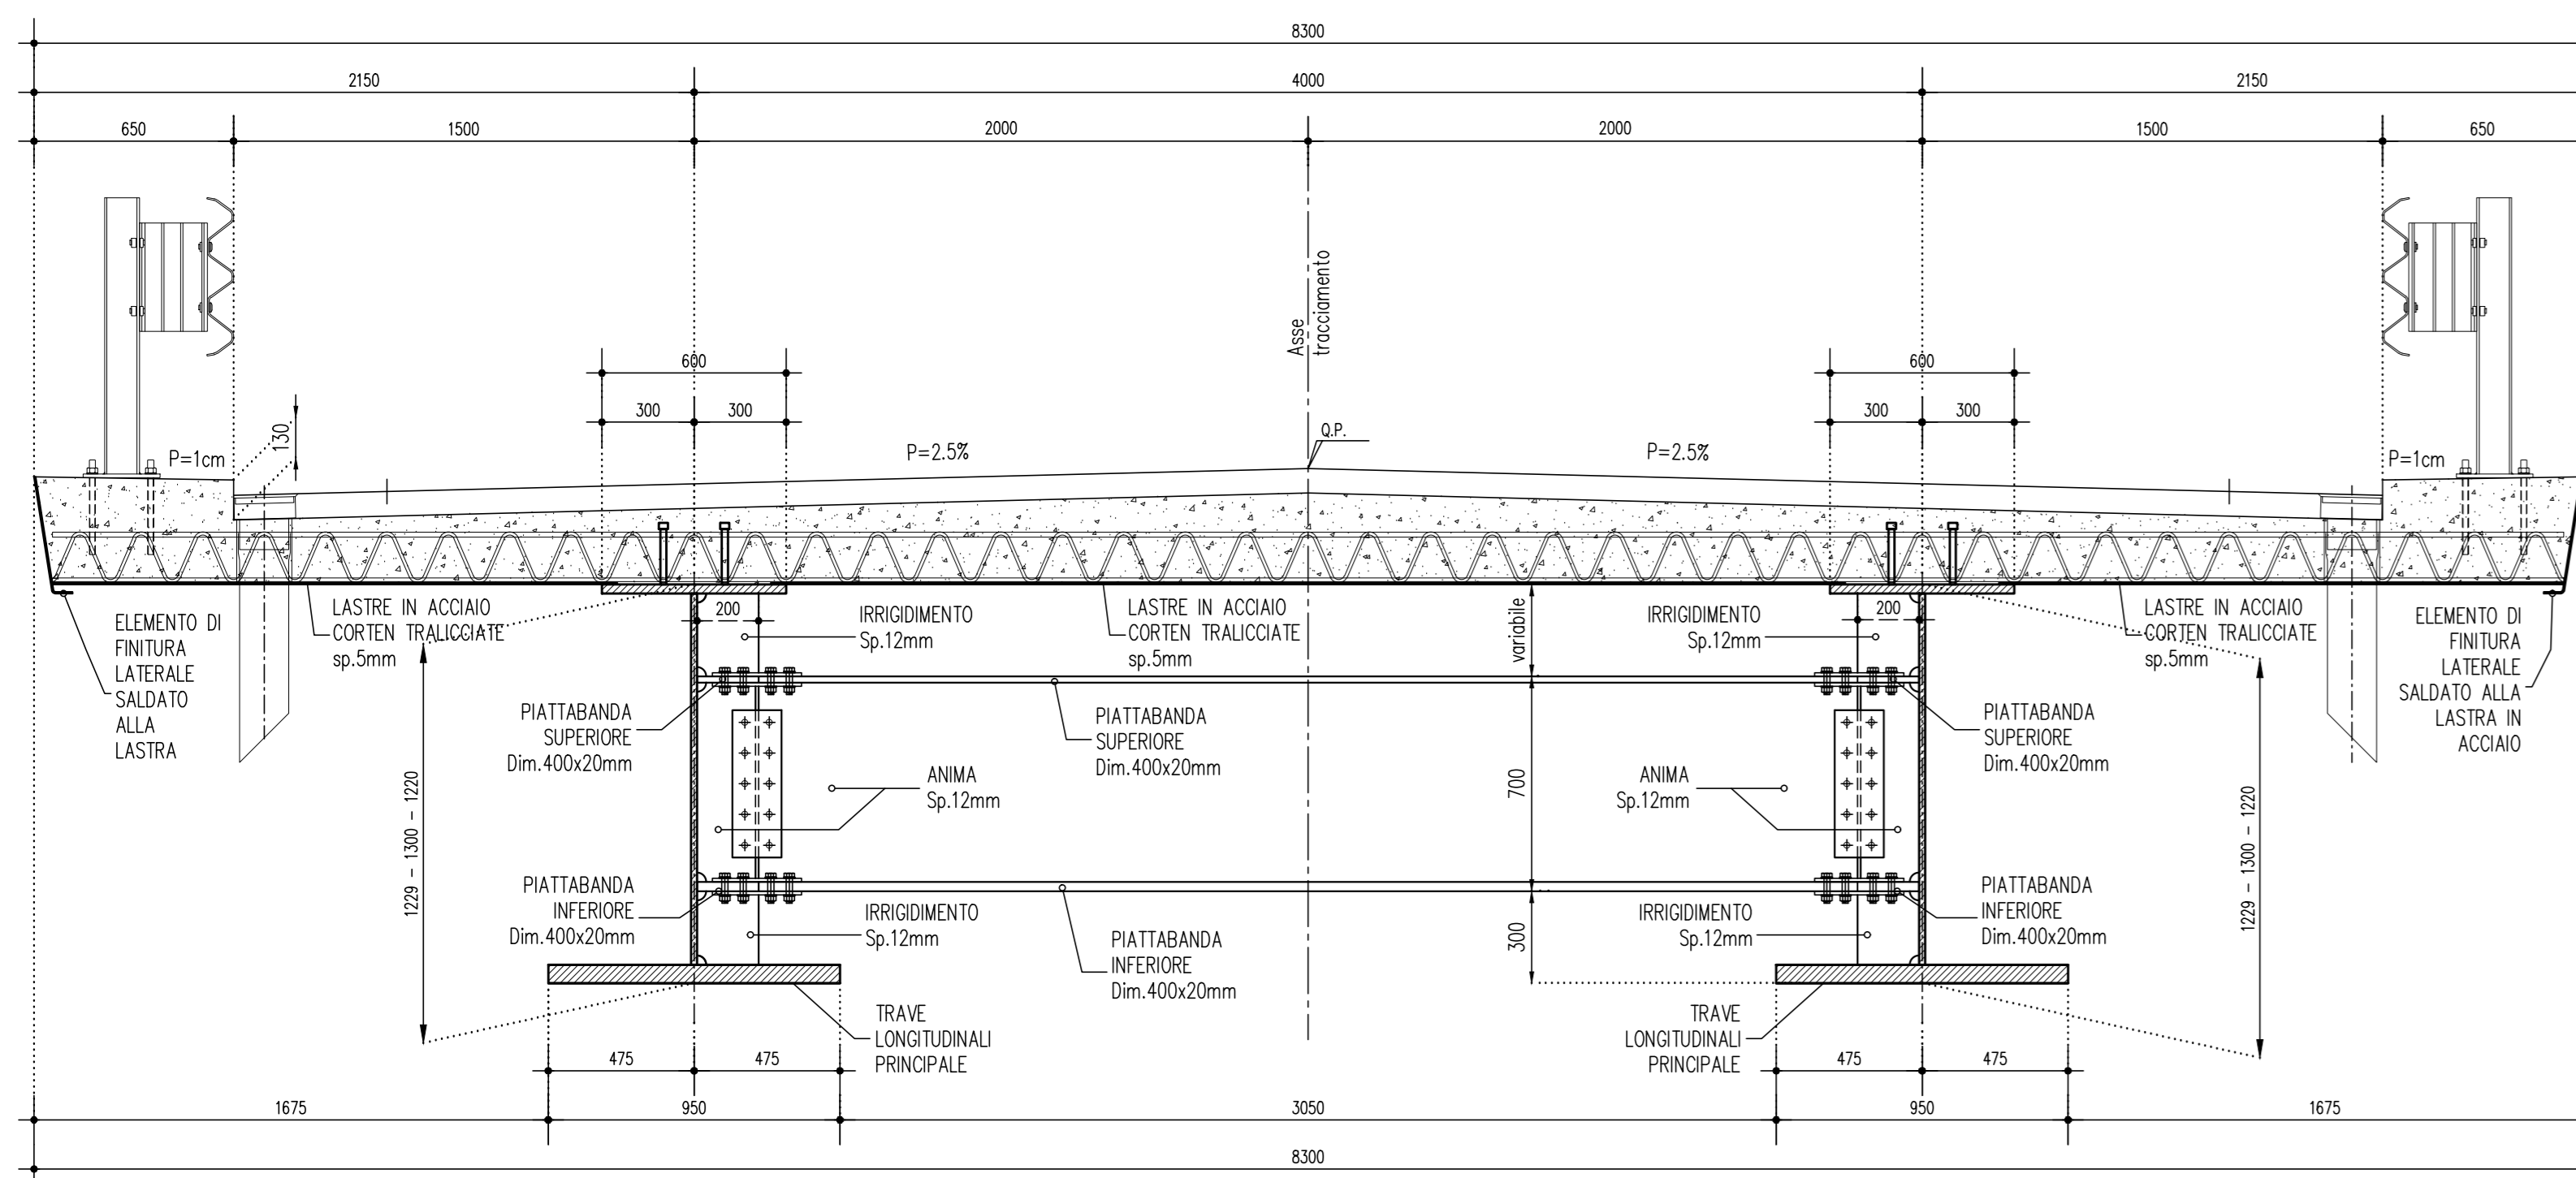 8300
2150
4000
2150
650
1500
2000
2000
1500
650
Asse
tracciamento
600
600
300
300
300
300
130
P=1cm
P=2.5%
Q.P.
P=2.5%
P=1cm
ELEMENTO DI
FINITURA
LATERALE
SALDATO
ALLA
LASTRA
LASTRE IN ACCIAIO
CORTEN TRALICCIATE
sp.5mm
200
IRRIGIDIMENTO
Sp.12mm
LASTRE IN ACCIAIO
CORTEN TRALICCIATE
sp.5mm
variabile
IRRIGIDIMENTO
Sp.12mm
200
LASTRE IN ACCIAIO
CORTEN TRALICCIATE
sp.5mm
ELEMENTO DI
FINITURA
LATERALE
SALDATO ALLA
LASTRA IN
ACCIAIO
PIATTABANDA
SUPERIORE
Dim.400x20mm
PIATTABANDA
SUPERIORE
Dim.400x20mm
PIATTABANDA
SUPERIORE
Dim.400x20mm
1229 - 1300 - 1220
ANIMA
Sp.12mm
700
ANIMA
Sp.12mm
1229 - 1300 - 1220
PIATTABANDA
INFERIORE
Dim.400x20mm
IRRIGIDIMENTO
Sp.12mm
PIATTABANDA
INFERIORE
Dim.400x20mm
300
IRRIGIDIMENTO
Sp.12mm
PIATTABANDA
INFERIORE
Dim.400x20mm
TRAVE
LONGITUDINALI
PRINCIPALE
TRAVE
LONGITUDINALI
PRINCIPALE
475
475
475
475
1675
950
3050
950
1675
8300